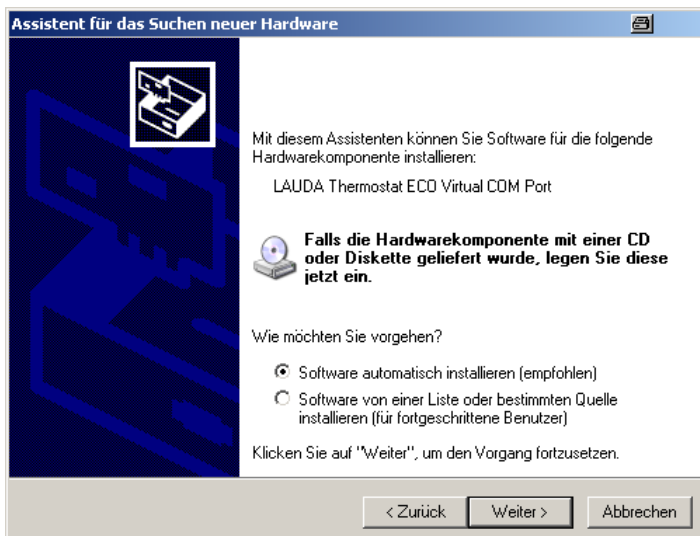 Assistent für das Suchen neuer Hardware
Mit diesem Assistenten können Sie Software für die folgende
Hardwarekomponente installieren:
LAUDA Thermostat ECO Virtual COM Port
Falls die Hardwarekomponente mit einer CD
oder Diskette geliefert wurde, legen Sie diese
jetzt ein.
Wie möchten Sie vorgehen?
Software automatisch installieren (empfohlen)
Software von einer Liste oder bestimmten Quelle
installieren (für fortgeschrittene Benutzer)
Klicken Sie auf "Weiter", um den Vorgang fortzusetzen.
< Zurück Weiter > Abbrechen